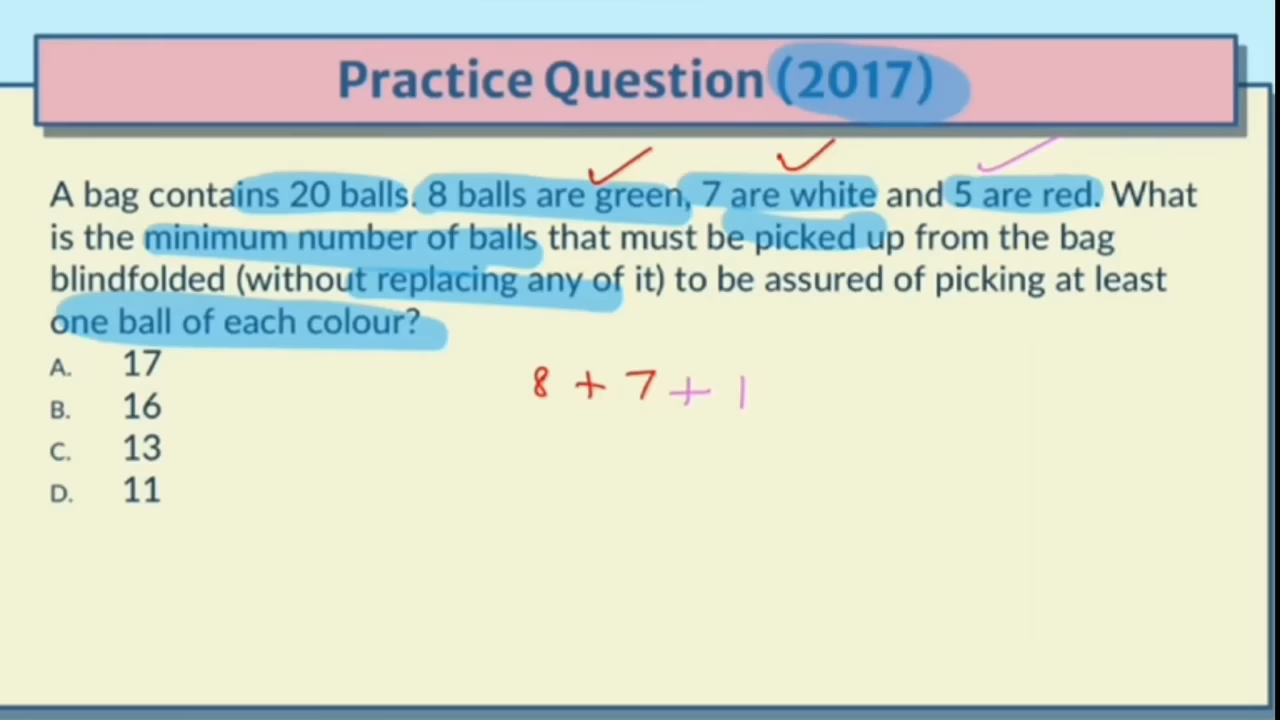 Practice Question (2017)
A bag contains 20 balls. 8 balls are green, 7 are white and 5 are red. What
is the minimum number of balls that must be picked up from the bag
blindfolded (without replacing any of it) to be assured of picking at least
one ball of each colour?
A. 17
B. 16
C. 13
D. 11
8 + 7 + 1